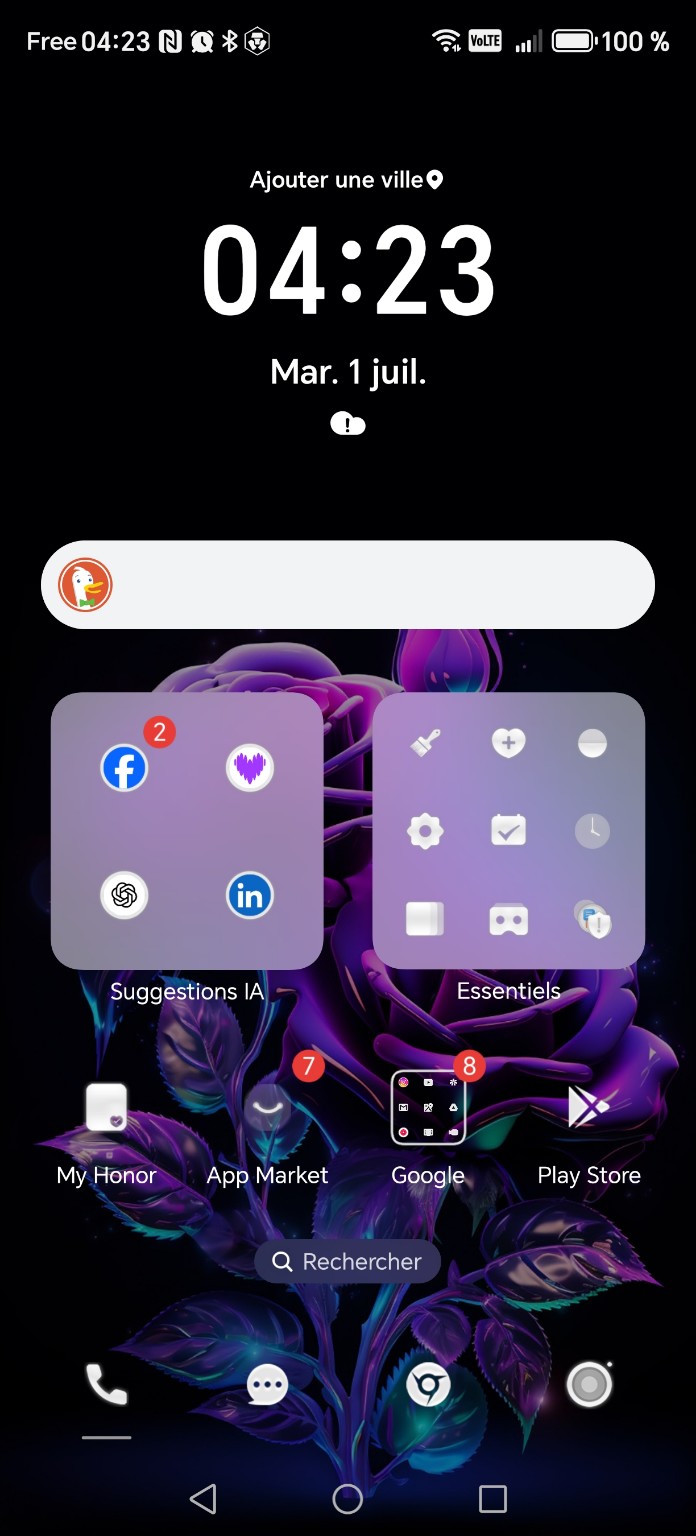 Free 04:23 VoLTE 100 %
Ajouter une ville
04:23
Mar. 1 juil.
2
Suggestions IA Essentiels
7 8
My Honor App Market Google Play Store
Rechercher